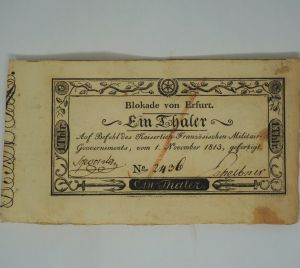 Blokade von Erfurt.
Ein Thaler
Auf Befehl des Kaiserlich-Französischen Militair-
Gouvernements, vom 1. November 1813, gefertigt.
No. 2436
Ein Thaler.